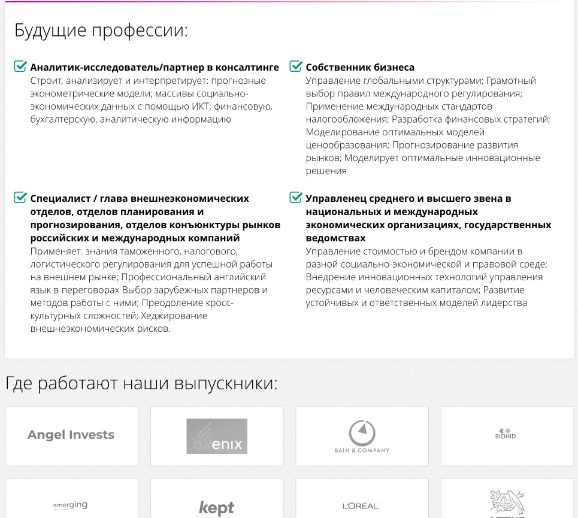 Будущие профессии:
Аналитик-исследователь/партнер в консалтинге
Строит, анализирует и интерпретирует: прогнозные
эконометрические модели; массивы социально-
экономических данных с помощью ИКТ; финансовую,
бухгалтерскую, аналитическую информацию
Собственник бизнеса
Управление глобальными структурами; Грамотный
выбор правил международного регулирования;
Применение международных стандартов
налогообложения; Разработка финансовых стратегий;
Моделирование оптимальных моделей
ценообразования; Прогнозирование развития
рынков; Моделирует оптимальные инновационные
решения
Специалист / глава внешнеэкономических
отделов, отделов планирования и
прогнозирования, отделов конъюнктуры рынков
российских и международных компаний
Применяет: знания таможенного, налогового,
логистического регулирования для успешной работы
на внешнем рынке; Профессиональный английский
язык в переговорах Выбор зарубежных партнеров и
методов работы с ними; Преодоление кросс-
культурных сложностей; Хеджирование
внешнеэкономических рисков.
Управленец среднего и высшего звена в
национальных и международных
экономических организациях, государственных
ведомствах
Управление стоимостью и брендом компании в
разной социально-экономической и правовой среде;
Внедрение инновационных технологий управления
ресурсами и человеческим капиталом; Развитие
устойчивых и ответственных моделей лидерства
Где работают наши выпускники:
Angel Invests
axenix
BAIN & COMPANY
BIOHID
emerging
kept
L'ORÉAL